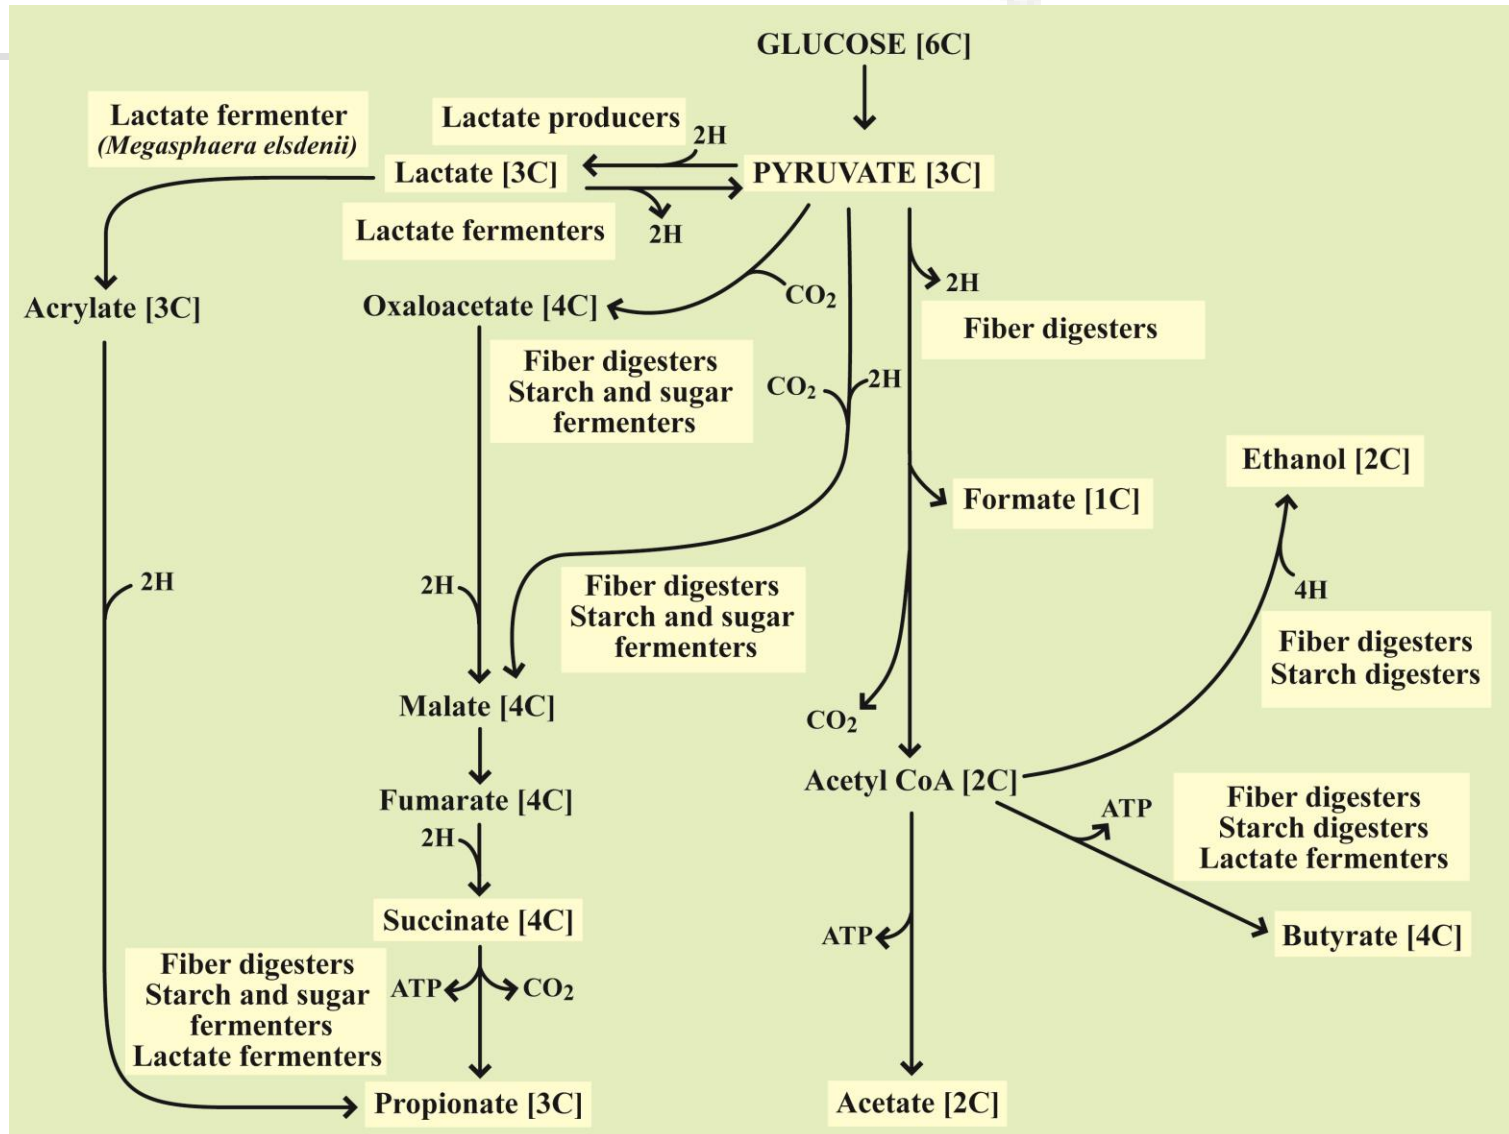 GLUCOSE [6C]
Lactate fermenter
(Megasphaera elsdenii)
Lactate producers
2H
Lactate [3C]
PYRUVATE [3C]
Lactate fermenters
2H
Acrylate [3C]
Oxaloacetate [4C]
CO2
2H
Fiber digesters
Fiber digesters
Starch and sugar
fermenters
CO2
2H
Ethanol [2C]
Formate [1C]
2H
2H
Fiber digesters
Starch and sugar
fermenters
4H
Fiber digesters
Starch digesters
Malate [4C]
CO2
Acetyl CoA [2C]
Fumarate [4C]
2H
ATP
Fiber digesters
Starch digesters
Lactate fermenters
Succinate [4C]
ATP
Butyrate [4C]
Fiber digesters
Starch and sugar
fermenters
Lactate fermenters
ATP
CO2
Propionate [3C]
Acetate [2C]